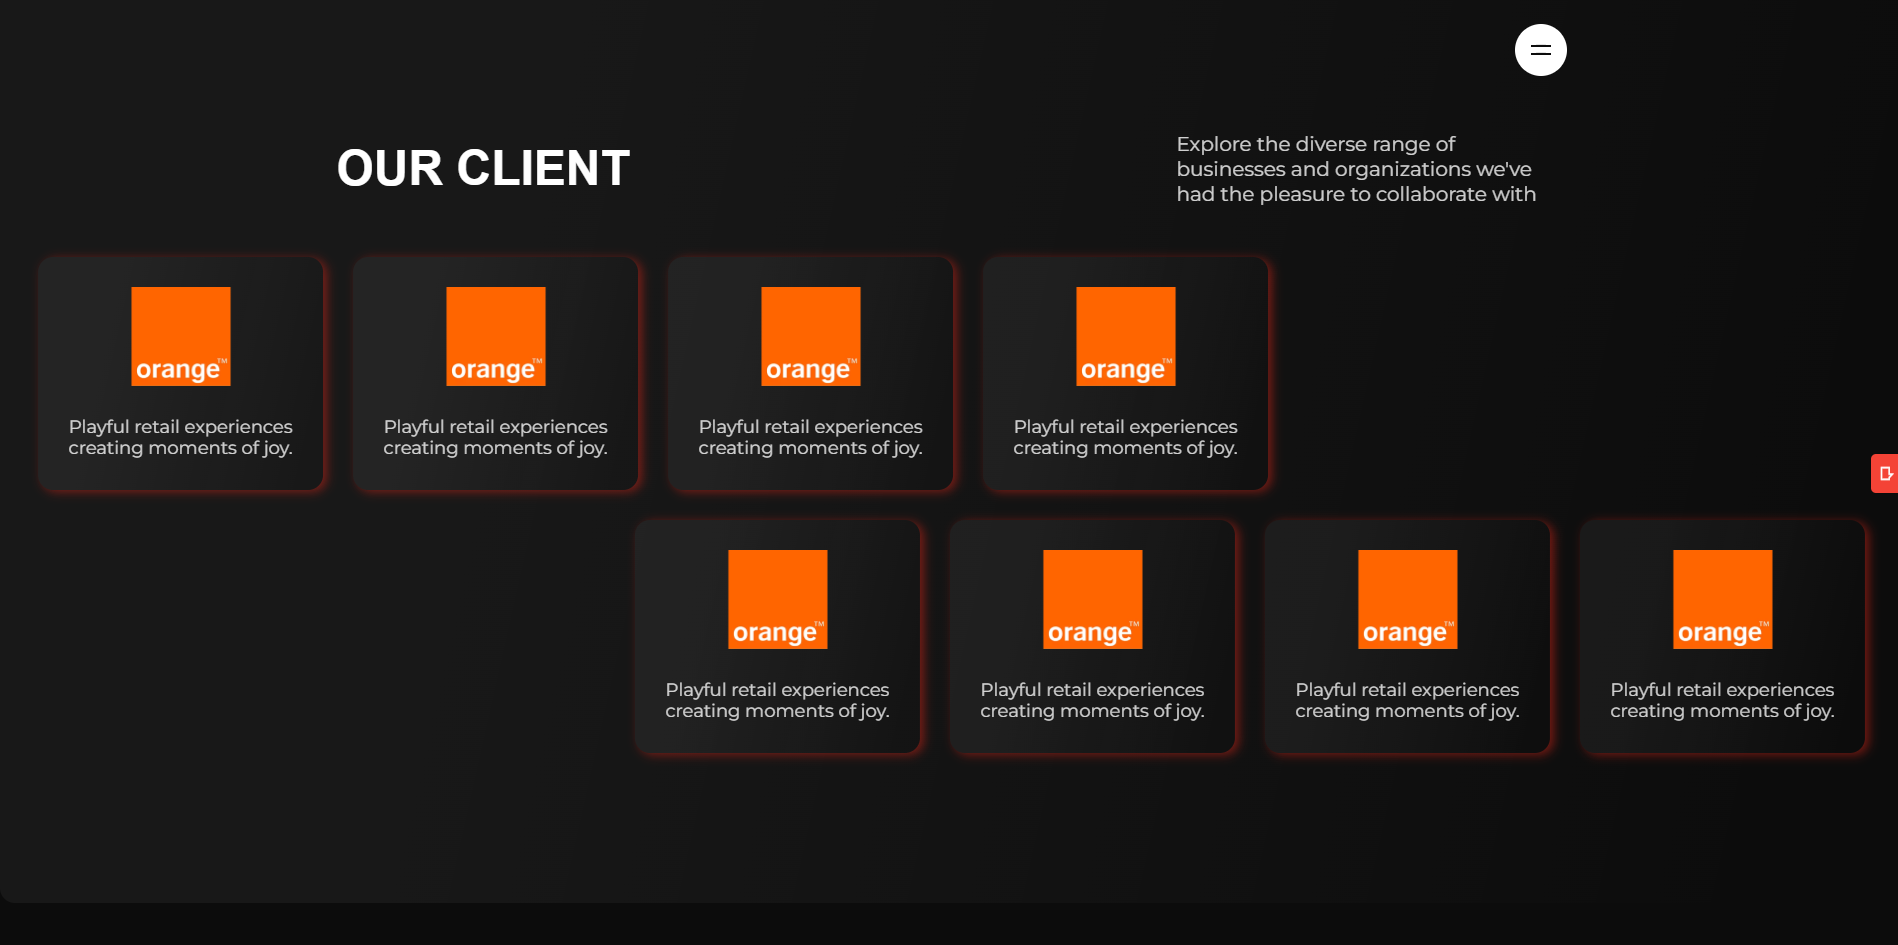 OUR CLIENT
Explore the diverse range of
businesses and organizations we've
had the pleasure to collaborate with
orange™
Playful retail experiences
creating moments of joy.
orange™
Playful retail experiences
creating moments of joy.
orange™
Playful retail experiences
creating moments of joy.
orange™
Playful retail experiences
creating moments of joy.
orange™
Playful retail experiences
creating moments of joy.
orange™
Playful retail experiences
creating moments of joy.
orange™
Playful retail experiences
creating moments of joy.
orange™
Playful retail experiences
creating moments of joy.